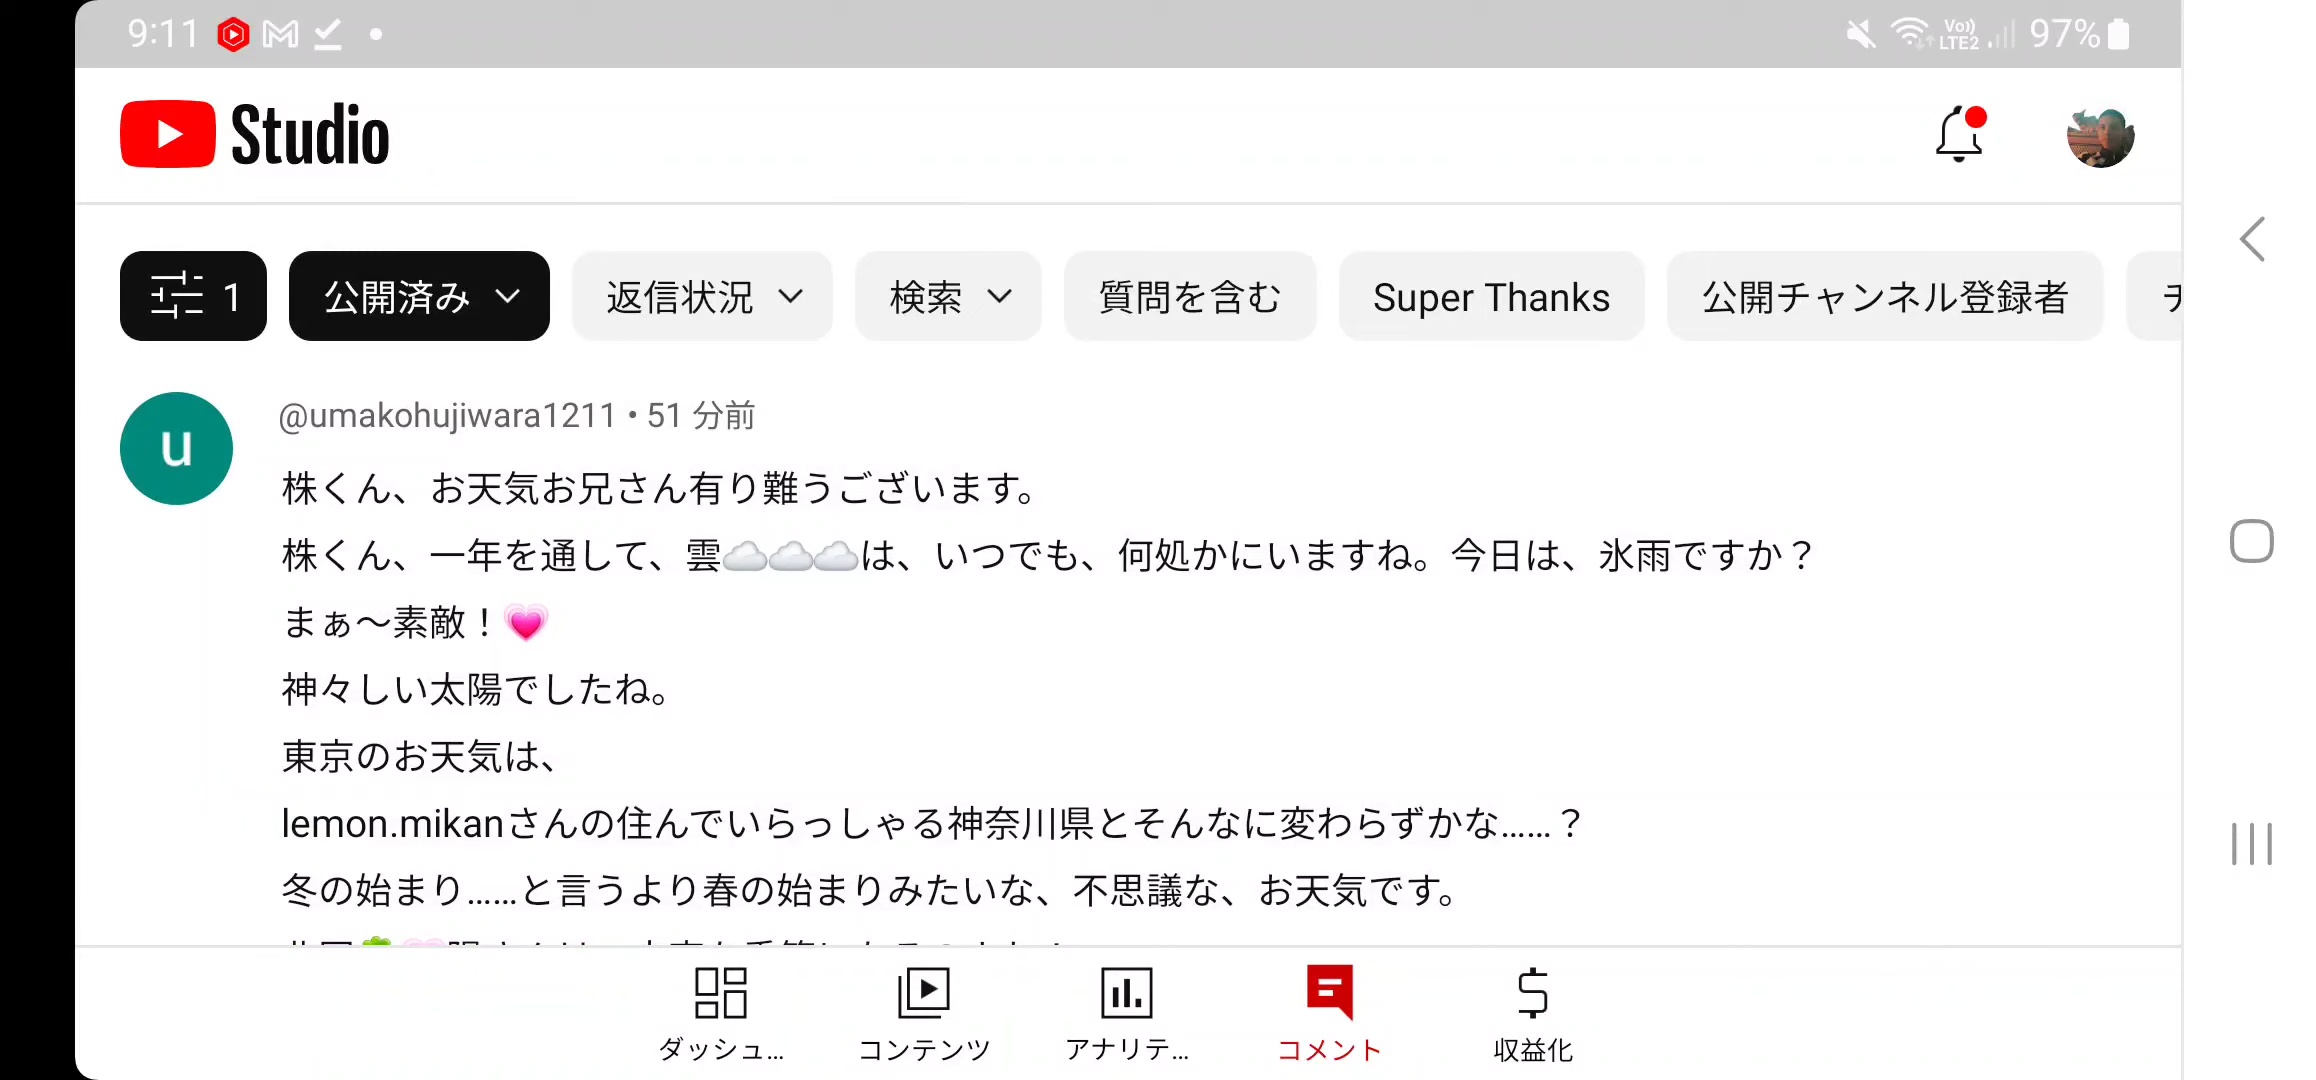 9:11
Vo)) LTE2
97%
Studio
1
公開済み
返信状況
検索
質問を含む
Super Thanks
公開チャンネル登録者
u
@umakohujiwara1211 • 51 分前
株くん、お天気お兄さん有り難うございます。
株くん、一年を通して、雲☁️☁️☁️は、いつでも、何処かにいますね。今日は、氷雨ですか？
まぁ〜素敵！💗
神々しい太陽でしたね。
東京のお天気は、
lemon.mikanさんの住んでいらっしゃる神奈川県とそんなに変わらずかな……？
冬の始まり……と言うより春の始まりみたいな、不思議な、お天気です。
ダッシュ...
コンテンツ
アナリテ...
コメント
収益化